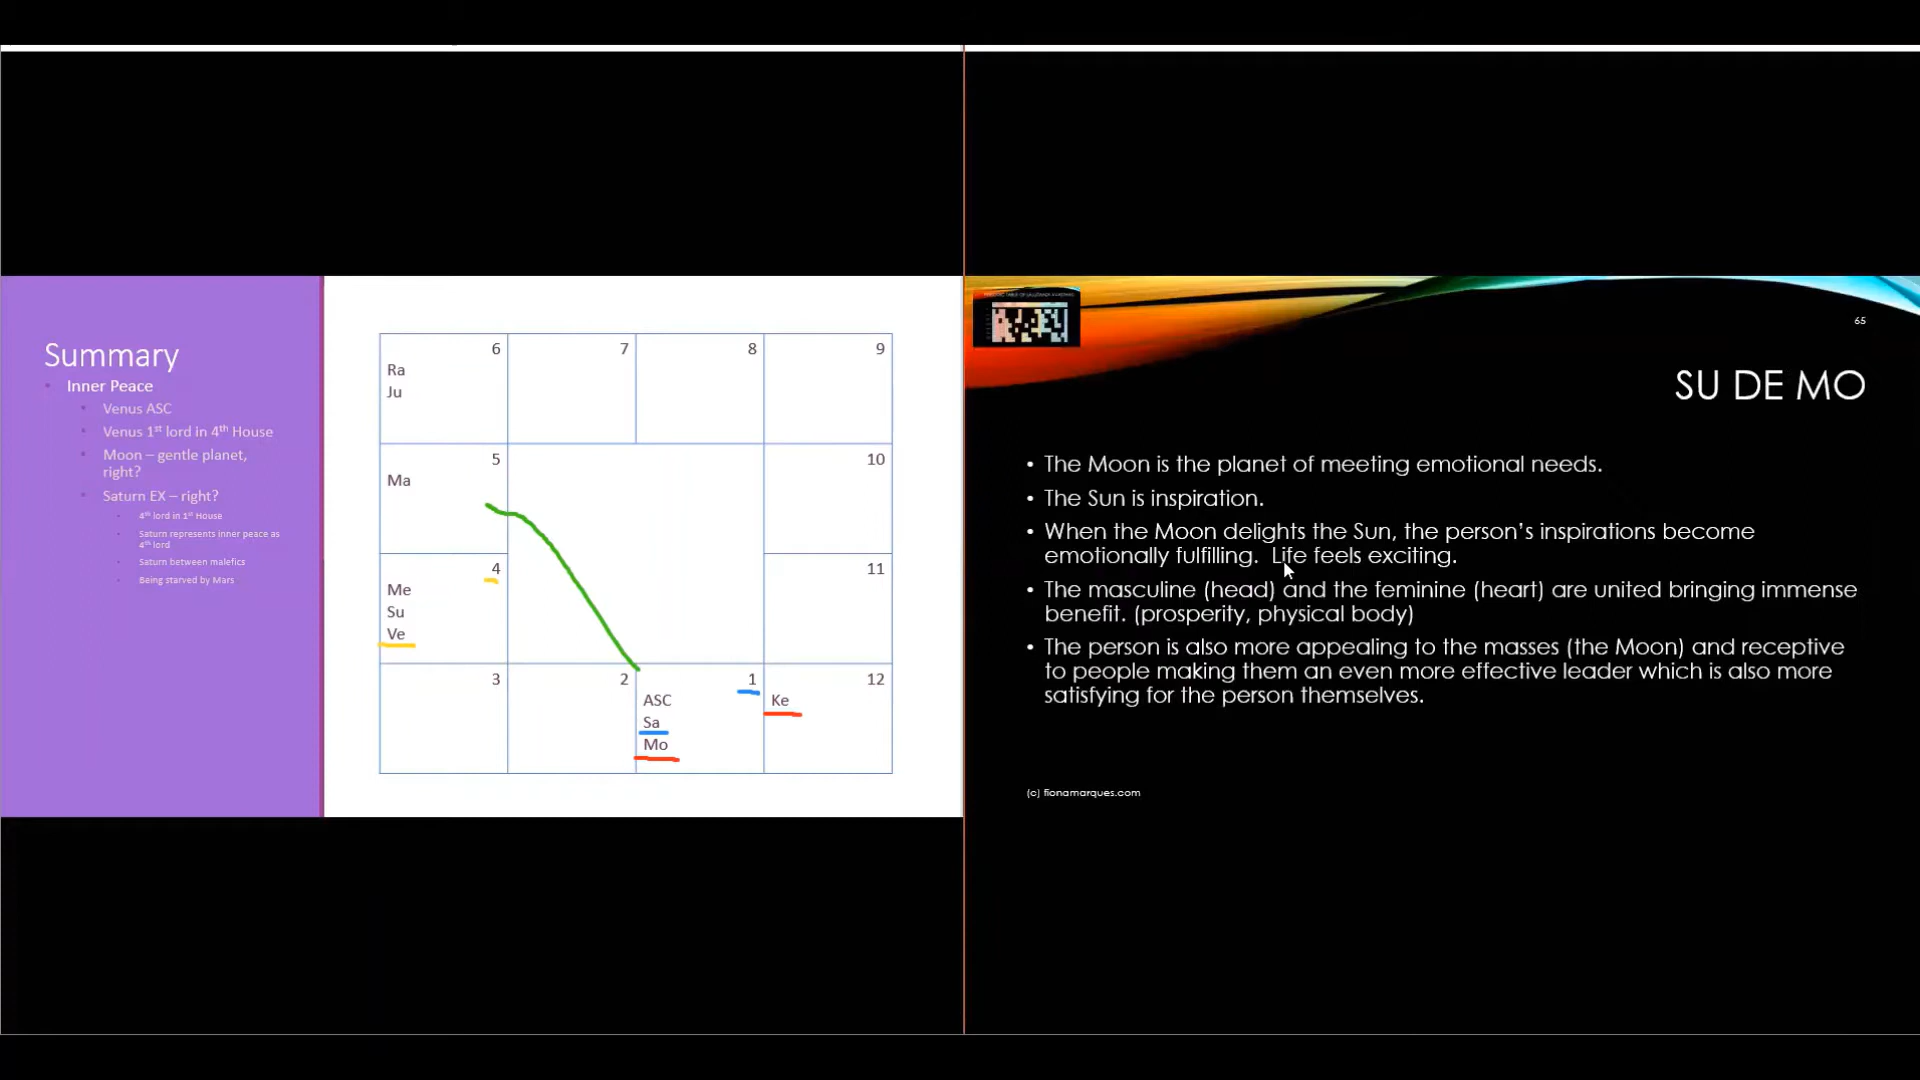 Summary
Inner Peace
Venus ASC
Venus 1st lord in 4th House
Moon – gentle planet,
right?
Saturn EX – right?
4th lord in 1st House
Saturn represents inner peace as
4th lord
Saturn between malefics
Being starved by Mars
6
7
8
9
Ra
Ju
5
10
Ma
4
11
Me
Su
Ve
3
2
1
12
ASC
Ke
Sa
Mo
65
SU DE MO
• The Moon is the planet of meeting emotional needs.
• The Sun is inspiration.
• When the Moon delights the Sun, the person's inspirations become
emotionally fulfilling. Life feels exciting.
• The masculine (head) and the feminine (heart) are united bringing immense
benefit. (prosperity, physical body)
• The person is also more appealing to the masses (the Moon) and receptive
to people making them an even more effective leader which is also more
satisfying for the person themselves.
(c) fionamarques.com